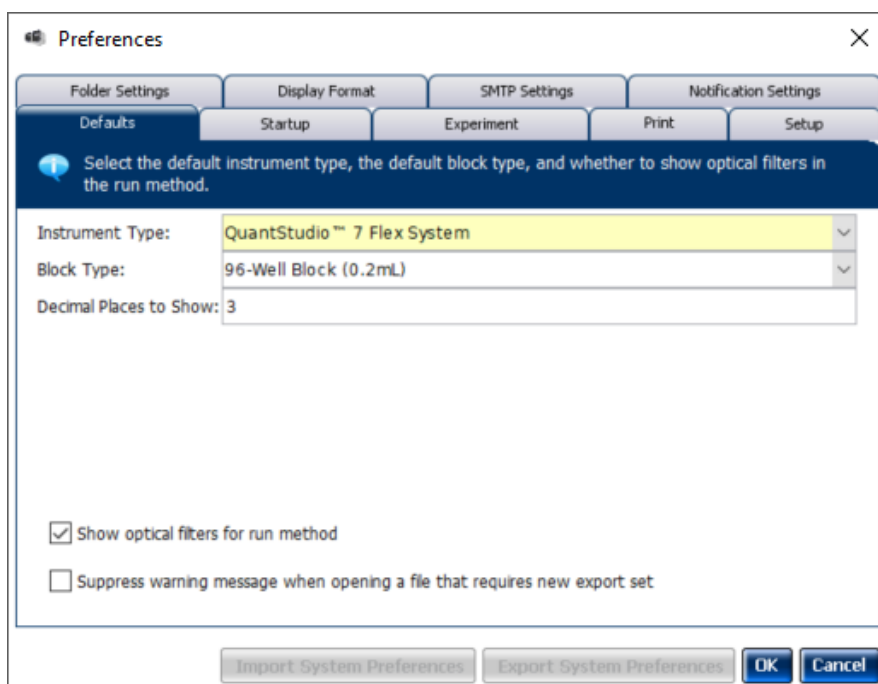 Preferences
Folder Settings
Display Format
SMTP Settings
Notification Settings
Defaults
Startup
Experiment
Print
Setup
Select the default instrument type, the default block type, and whether to show optical filters in
the run method.
Instrument Type: QuantStudio™ 7 Flex System
Block Type: 96-Well Block (0.2mL)
Decimal Places to Show: 3
Show optical filters for run method
Suppress warning message when opening a file that requires new export set
Import System Preferences
Export System Preferences
OK
Cancel